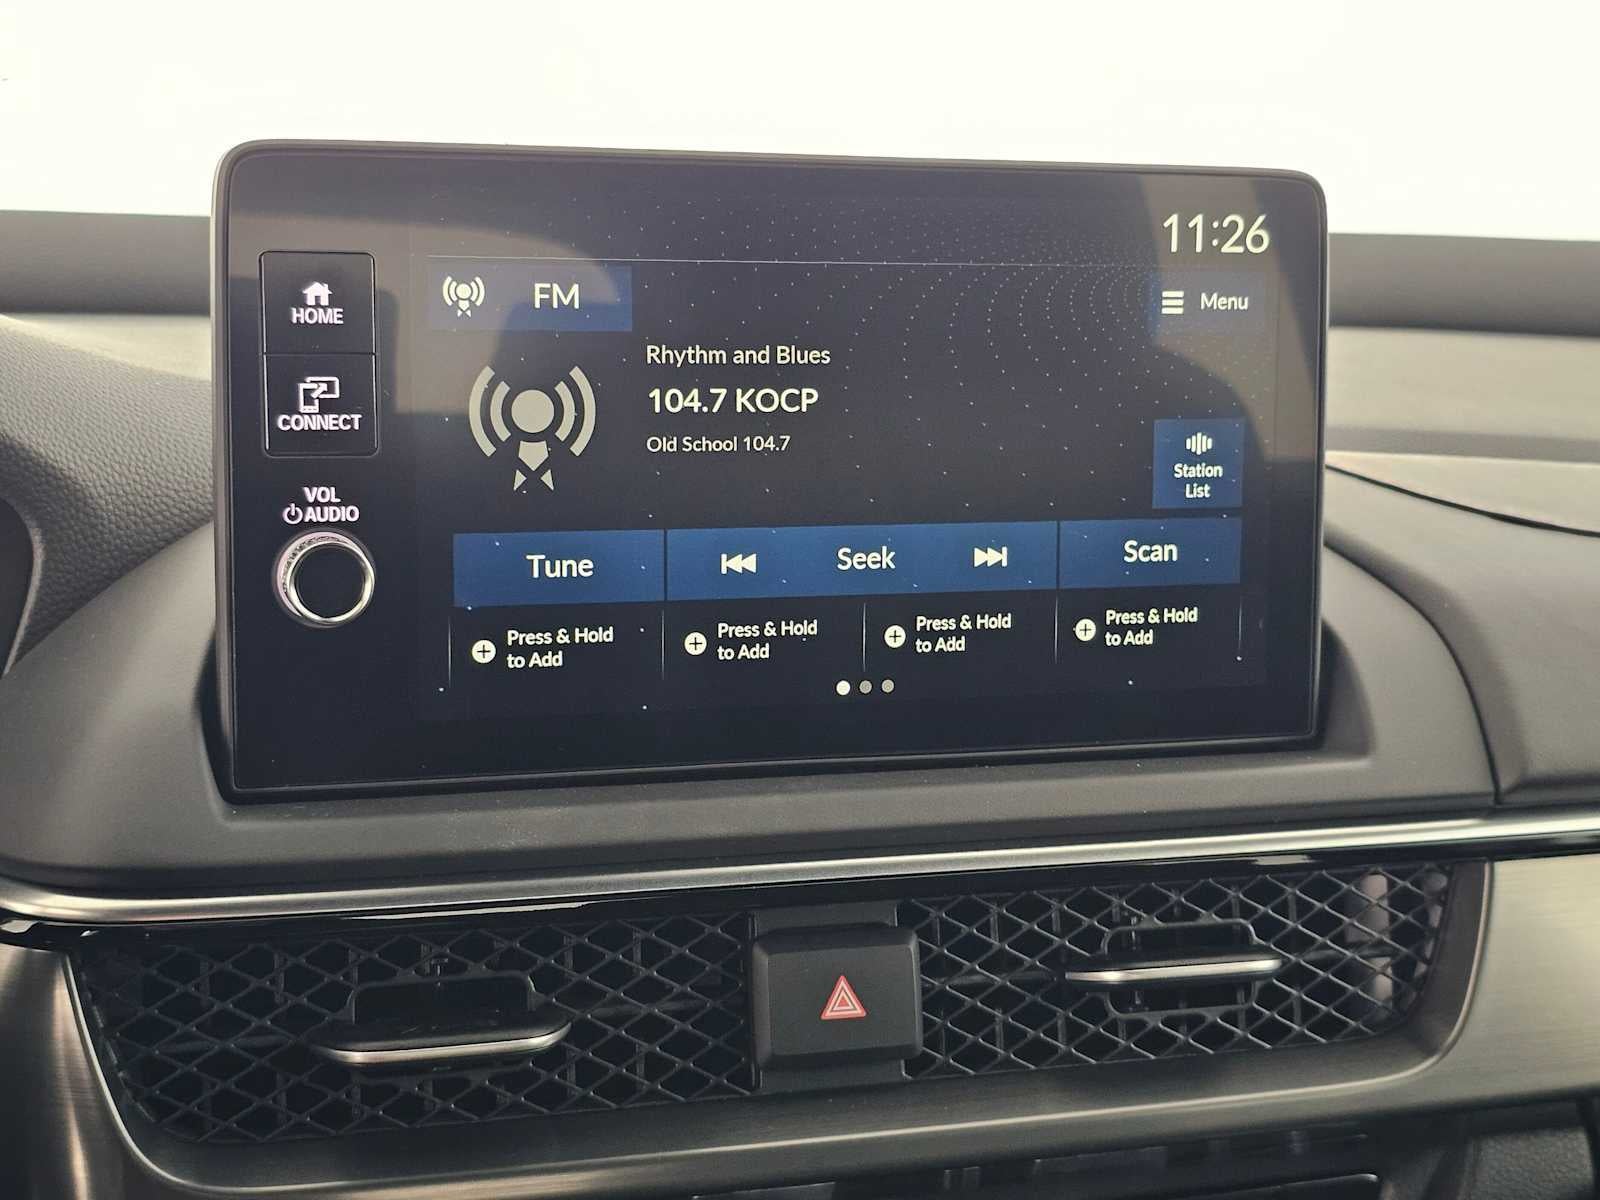 11:26
HOME
CONNECT
VOL
AUDIO
FM
Menu
Rhythm and Blues
104.7 KOCP
Old School 104.7
Station
List
Tune
Seek
Scan
Press & Hold
to Add
Press & Hold
to Add
Press & Hold
to Add
Press & Hold
to Add